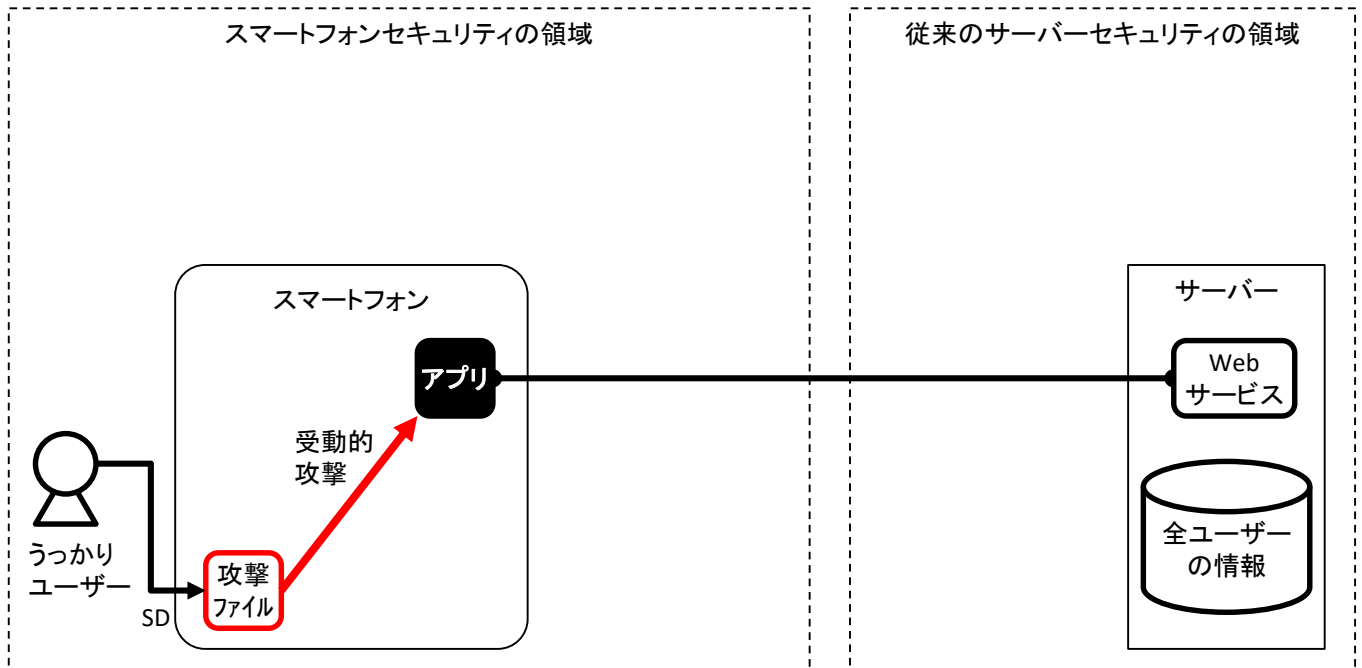 スマートフォンセキュリティの領域
従来のサーバーセキュリティの領域
スマートフォン
サーバー
アプリ
Web
サービス
受動的
攻撃
うっかり
ユーザー
SD
攻撃
ファイル
全ユーザー
の情報